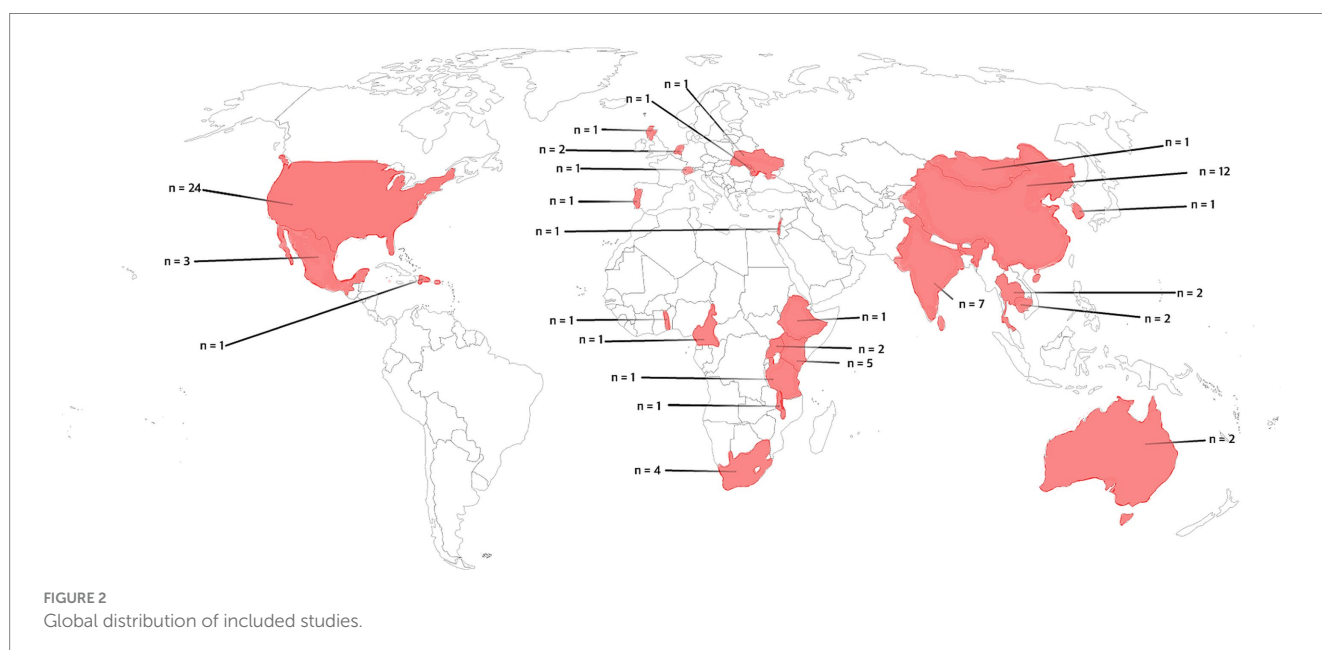 n = 1
n = 1
n = 1
n = 2
n = 1
n = 1
n = 1
n = 24
n = 3
n = 1
n = 1
n = 12
n = 1
n = 7
n = 2
n = 2
n = 1
n = 1
n = 1
n = 2
n = 5
n = 1
n = 1
n = 4
n = 2
FIGURE 2
Global distribution of included studies.